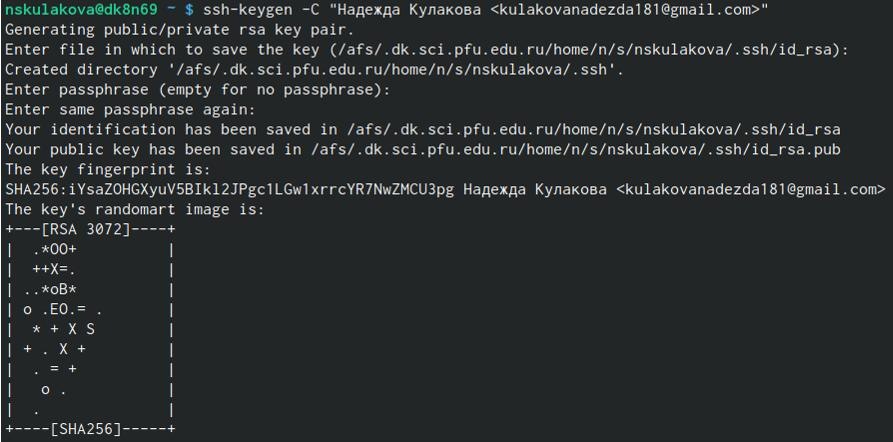 nskulakova@dk8n69 ~ $ ssh-keygen -C "Надежда Кулакова <kulakovanadezda181@gmail.com>"
Generating public/private rsa key pair.
Enter file in which to save the key (/afs/.dk.sci.pfu.edu.ru/home/n/s/nskulakova/.ssh/id_rsa):
Created directory '/afs/.dk.sci.pfu.edu.ru/home/n/s/nskulakova/.ssh'.
Enter passphrase (empty for no passphrase):
Enter same passphrase again:
Your identification has been saved in /afs/.dk.sci.pfu.edu.ru/home/n/s/nskulakova/.ssh/id_rsa
Your public key has been saved in /afs/.dk.sci.pfu.edu.ru/home/n/s/nskulakova/.ssh/id_rsa.pub
The key fingerprint is:
SHA256:iYsaZOHGXyuV5BIkl2JPgc1LGw1xrrcYR7NwZMCU3pg Надежда Кулакова <kulakovanadezda181@gmail.com>
The key's randomart image is:
+---[RSA 3072]----+
|  .*OO+          |
|  ++X=.          |
| ..*oB*          |
| o .EO.= .       |
|  * + X S        |
| + . X +         |
|  . = +          |
|   o .           |
|  .              |
+----[SHA256]-----+